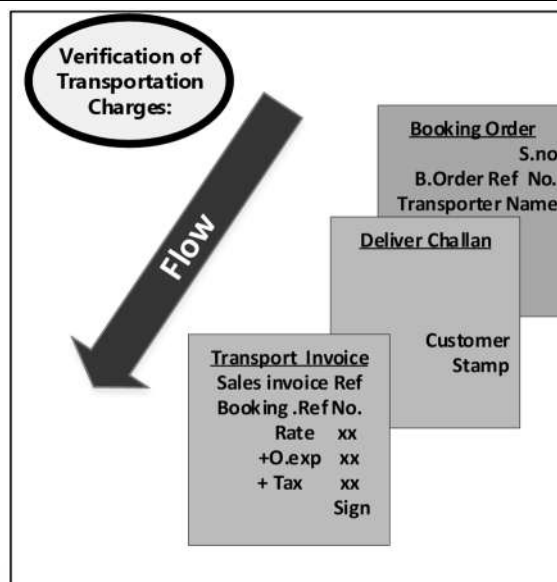 Verification of
Transportation
Charges:
Flow
Booking Order
S.no
B.Order Ref No.
Transporter Name
Deliver Challan
Customer
Stamp
Transport Invoice
Sales invoice Ref
Booking .Ref No.
Rate xx
+O.exp xx
+ Tax xx
Sign